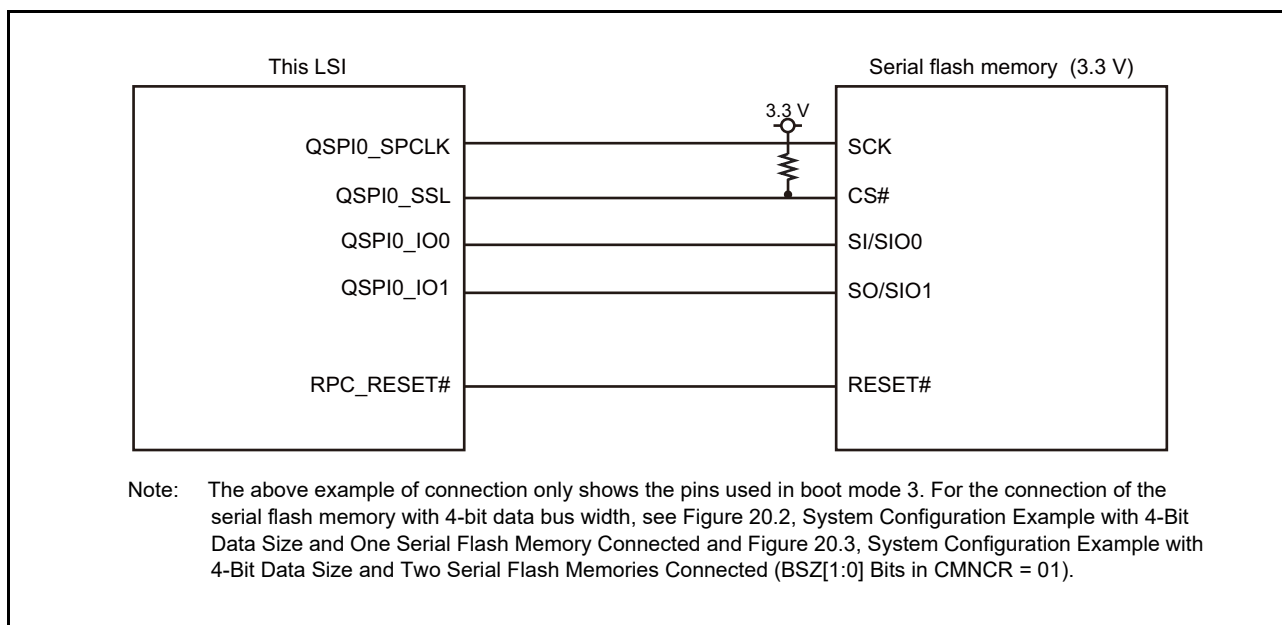 This LSI
Serial flash memory (3.3 V)
3.3 V
QSPI0_SPCLK
SCK
QSPI0_SSL
CS#
QSPI0_IO0
SI/SIO0
QSPI0_IO1
SO/SIO1
RPC_RESET#
RESET#
Note: The above example of connection only shows the pins used in boot mode 3. For the connection of the
serial flash memory with 4-bit data bus width, see Figure 20.2, System Configuration Example with 4-Bit
Data Size and One Serial Flash Memory Connected and Figure 20.3, System Configuration Example with
4-Bit Data Size and Two Serial Flash Memories Connected (BSZ[1:0] Bits in CMNCR = 01).